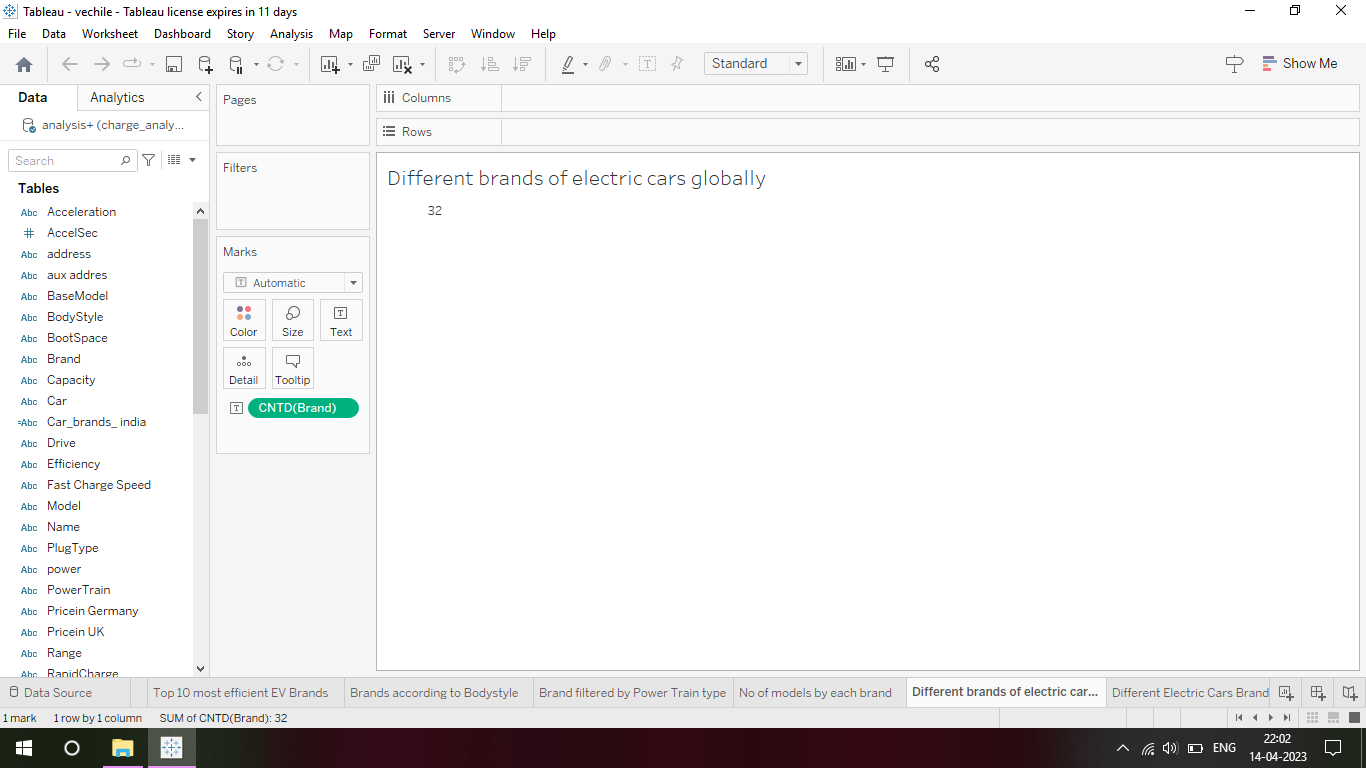 Tableau - vechile - Tableau license expires in 11 days
File Data Worksheet Dashboard Story Analysis Map Format Server Window Help
Standard
Show Me
Data Analytics
analysis+ (charge_analy...
Search
Tables
Abc Acceleration
# AccelSec
Abc address
Abc aux addres
Abc BaseModel
Abc BodyStyle
Abc BootSpace
Abc Brand
Abc Capacity
Abc Car
=Abc Car_brands_ india
Abc Drive
Abc Efficiency
Abc Fast Charge Speed
Abc Model
Abc Name
Abc PlugType
Abc power
Abc PowerTrain
Abc Pricein Germany
Abc Pricein UK
Abc Range
Abc RapidCharge
Pages
Filters
Marks
T Automatic
Color Size Text
Detail Tooltip
T CNTD(Brand)
Columns
Rows
Different brands of electric cars globally
32
Data Source Top 10 most efficient EV Brands Brands according to Bodystyle Brand filtered by Power Train type No of models by each brand Different brands of electric car... Different Electric Cars Brand
1 mark 1 row by 1 column SUM of CNTD(Brand): 32
ENG
22:02
14-04-2023